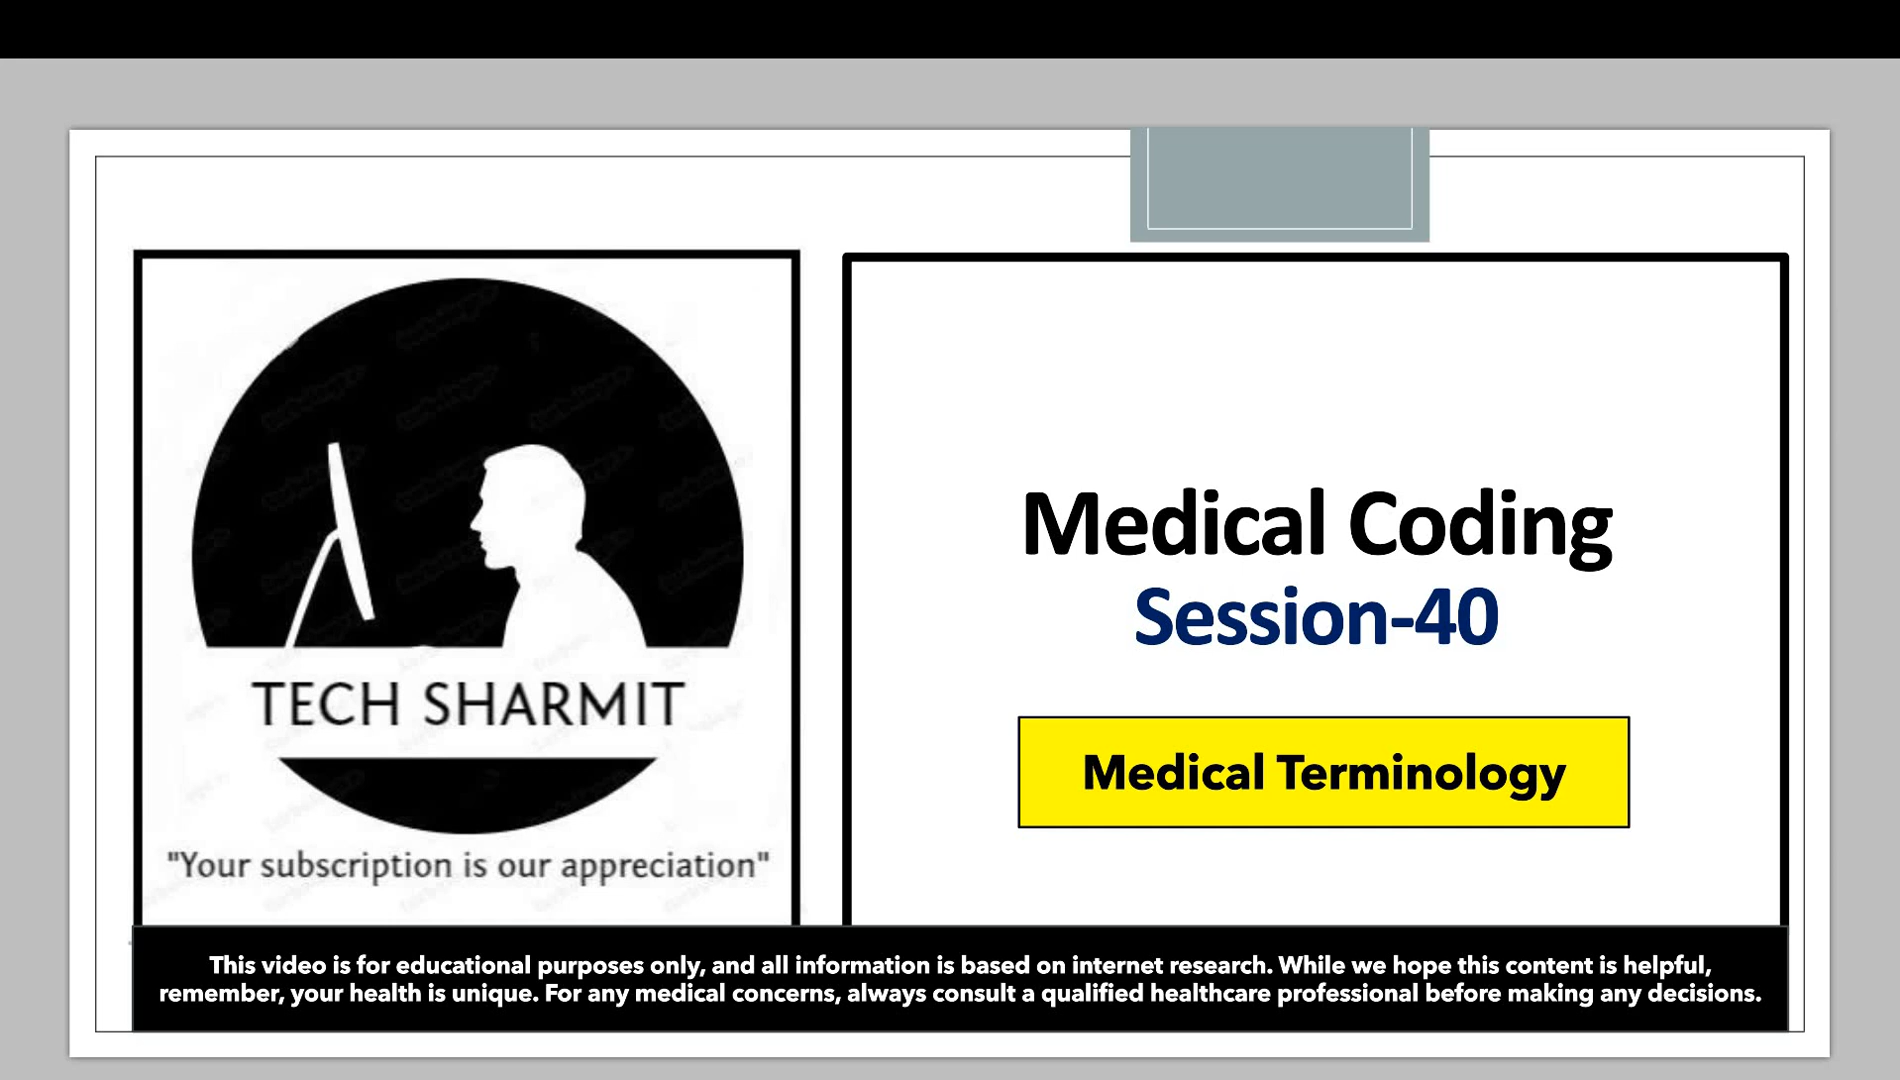 TECH SHARMIT
"Your subscription is our appreciation"
Medical Coding
Session-40
Medical Terminology
This video is for educational purposes only, and all information is based on internet research. While we hope this content is helpful,
remember, your health is unique. For any medical concerns, always consult a qualified healthcare professional before making any decisions.